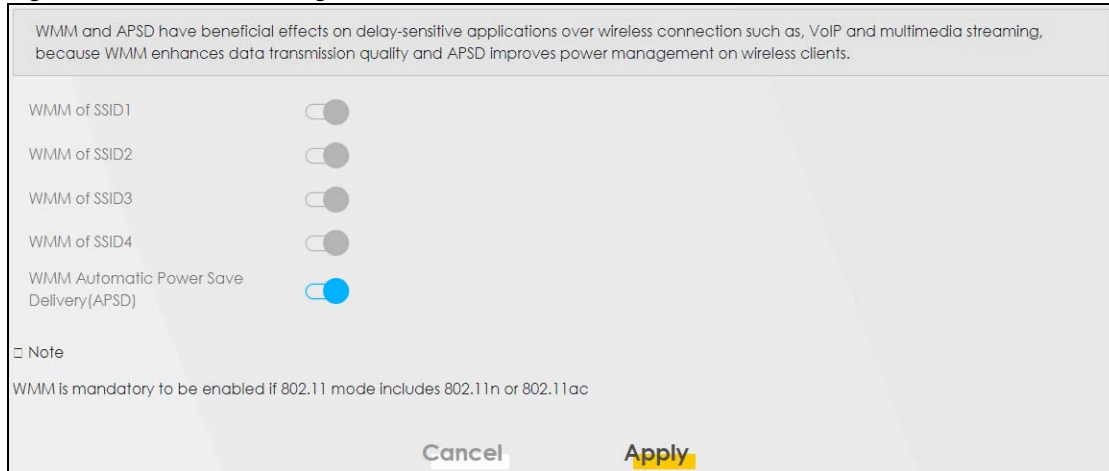 WMM and APSD have beneficial effects on delay-sensitive applications over wireless connection such as, VoIP and multimedia streaming,
because WMM enhances data transmission quality and APSD improves power management on wireless clients.
WMM of SSID1
WMM of SSID2
WMM of SSID3
WMM of SSID4
WMM Automatic Power Save
Delivery(APSD)
□ Note
WMM is mandatory to be enabled if 802.11 mode includes 802.11n or 802.11ac
Cancel Apply